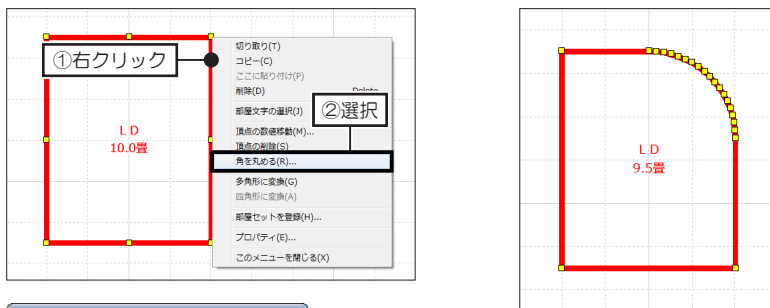 ①右クリック
切り取り(T)
コピー(C)
ここに貼り付け(P)
削除(D) Delete
部屋文字の選択(J)
②選択
頂点の数値移動(M)...
頂点の削除(S)
角を丸める(R)...
多角形に変換(G)
四角形に変換(A)
部屋セットを登録(H)...
プロパティ(E)...
このメニューを閉じる(X)
ＬＤ
10.0畳
ＬＤ
9.5畳